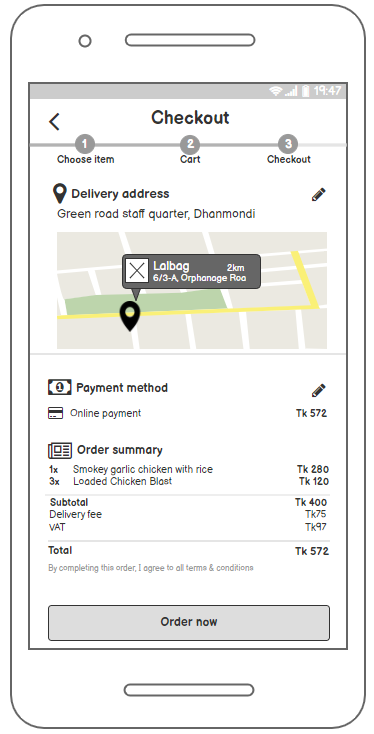 19:47
Checkout
1 2 3
Choose item Cart Checkout
Delivery address
Green road staff quarter, Dhanmondi
Lalbag 2km
6/3-A, Orphanage Roa
1
Payment method
Online payment Tk 572
Order summary
1x Smokey garlic chicken with rice Tk 280
3x Loaded Chicken Blast Tk 120
Subtotal Tk 400
Delivery fee Tk75
VAT Tk97
Total Tk 572
By completing this order, I agree to all terms & conditions
Order now